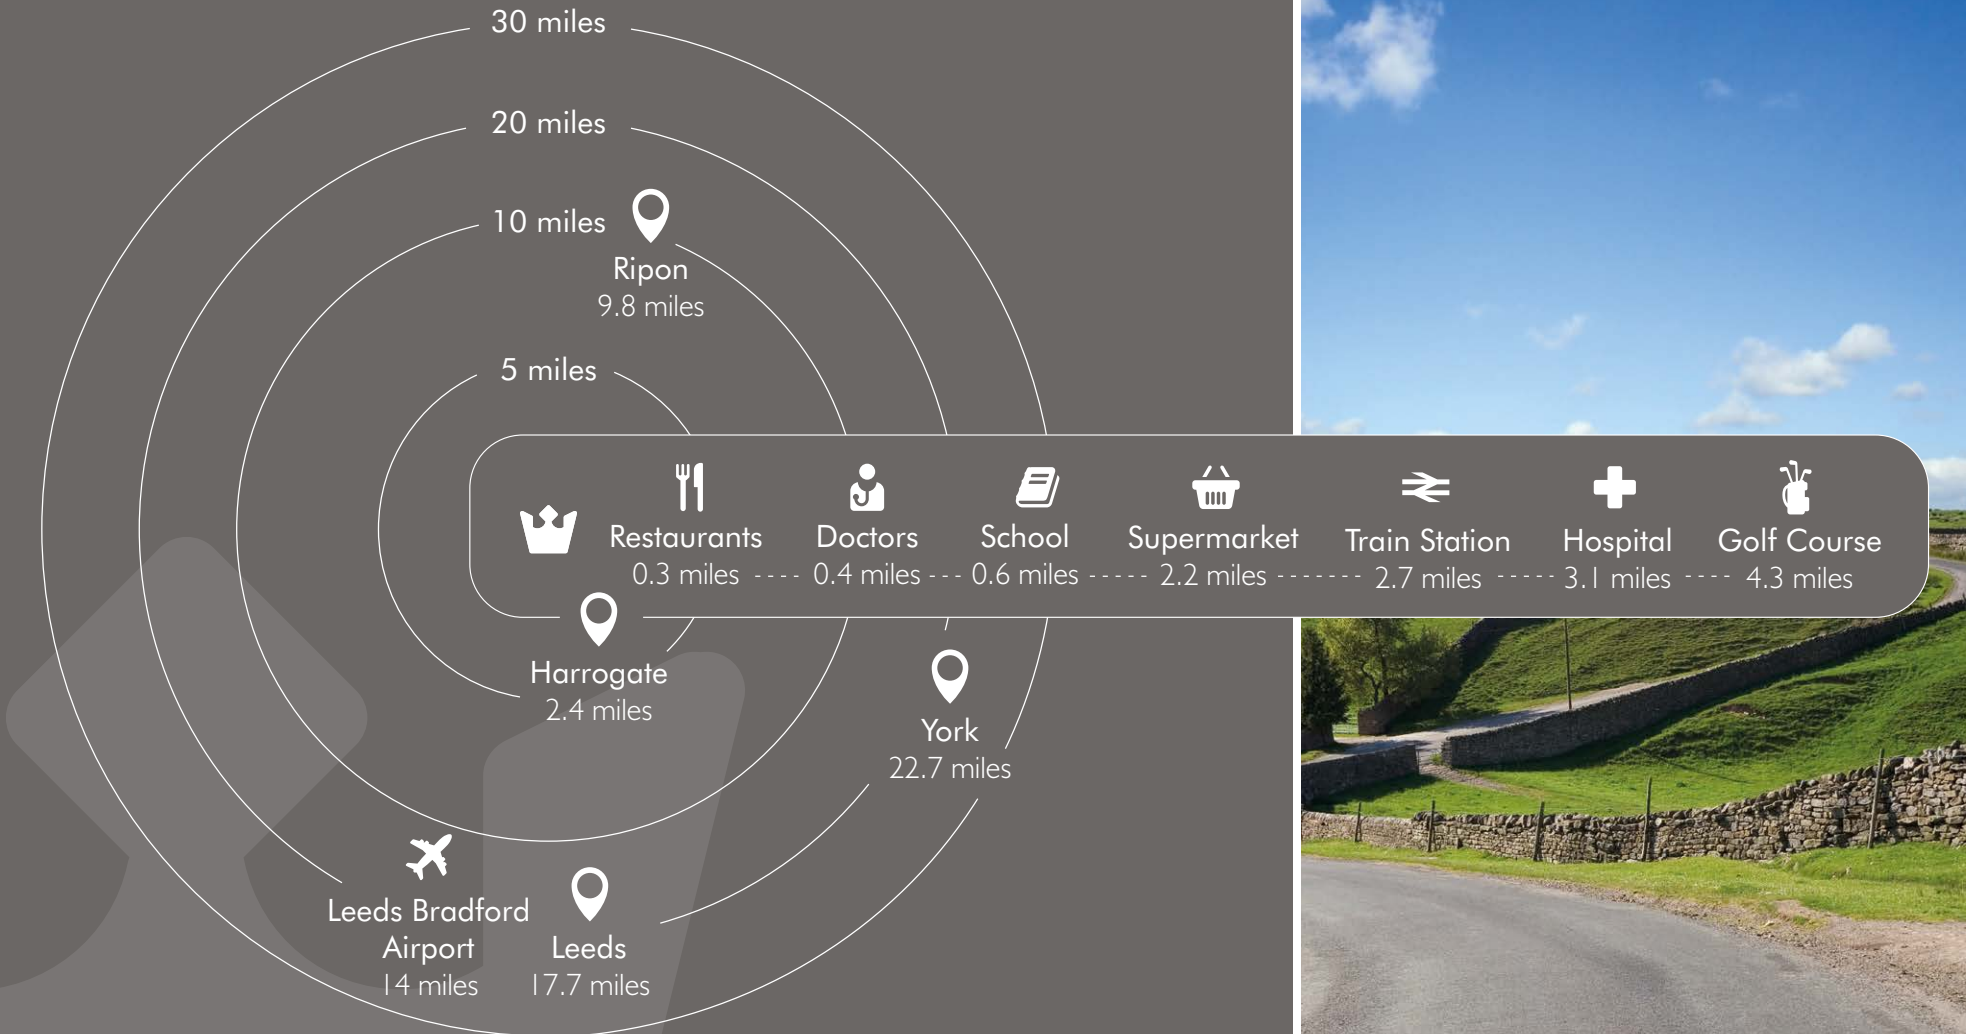 30 miles
20 miles
10 miles
Ripon
9.8 miles
5 miles
Restaurants
0.3 miles
Doctors
0.4 miles
School
0.6 miles
Supermarket
2.2 miles
Train Station
2.7 miles
Hospital
3.1 miles
Golf Course
4.3 miles
Harrogate
2.4 miles
York
22.7 miles
Leeds Bradford
Airport
14 miles
Leeds
17.7 miles